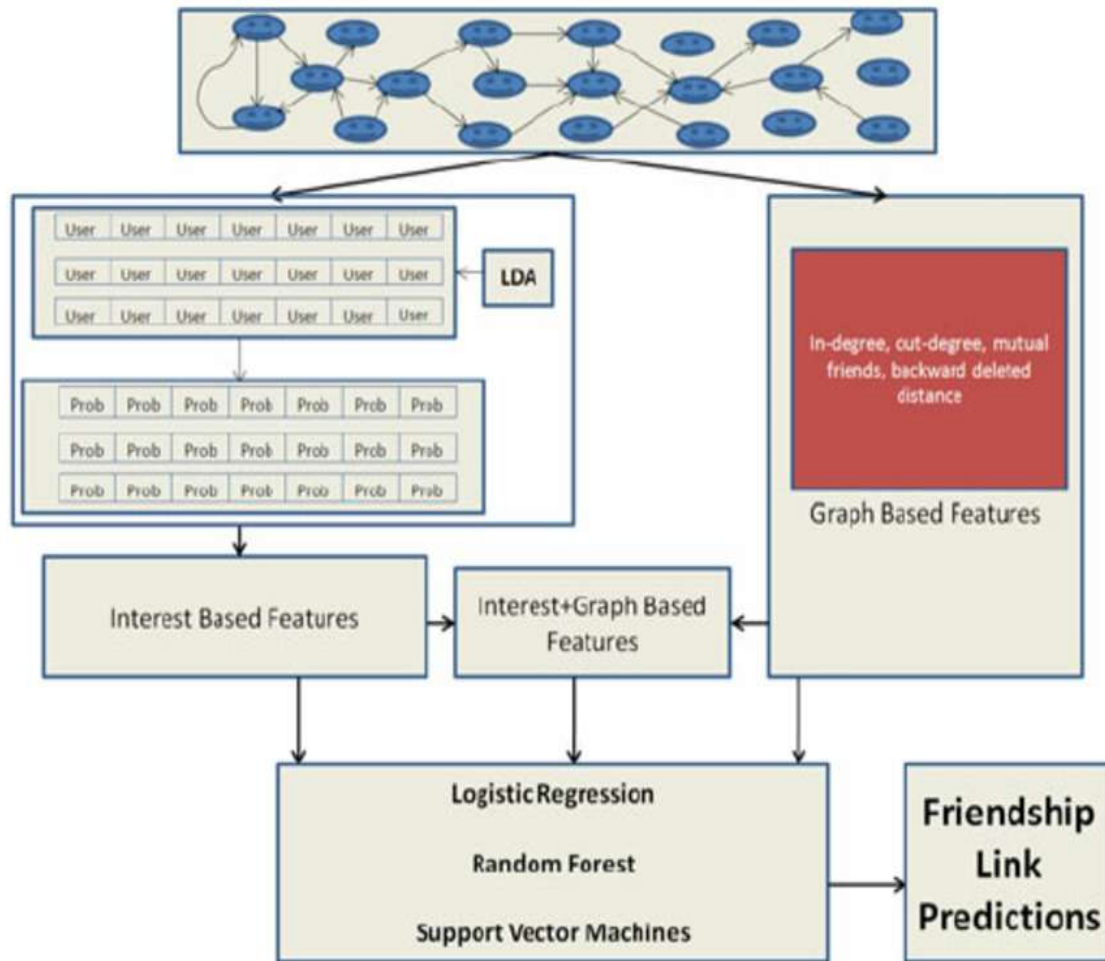 User User User User User User User
User User User User User User User
User User User User User User User
LDA
Prob Prob Prob Prob Prob Prob Prob
Prob Prob Prob Prob Prob Prob Prob
Prob Prob Prob Prob Prob Prob Prob
In-degree, cut-degree, mutual
friends, backward deleted
distance
Graph Based Features
Interest Based Features
Interest+Graph Based
Features
Logistic Regression
Random Forest
Support Vector Machines
Friendship
Link
Predictions